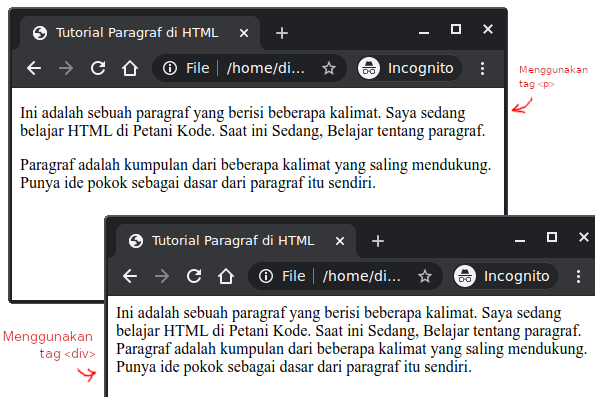 Tutorial Paragraf di HTML
File
/home/di...
Incognito
Menggunakan
tag <p>
Ini adalah sebuah paragraf yang berisi beberapa kalimat. Saya sedang
belajar HTML di Petani Kode. Saat ini Sedang, Belajar tentang paragraf.
Paragraf adalah kumpulan dari beberapa kalimat yang saling mendukung.
Punya ide pokok sebagai dasar dari paragraf itu sendiri.
Tutorial Paragraf di HTML
File
/home/di...
Incognito
Menggunakan
tag <div>
Ini adalah sebuah paragraf yang berisi beberapa kalimat. Saya sedang
belajar HTML di Petani Kode. Saat ini Sedang, Belajar tentang paragraf.
Paragraf adalah kumpulan dari beberapa kalimat yang saling mendukung.
Punya ide pokok sebagai dasar dari paragraf itu sendiri.